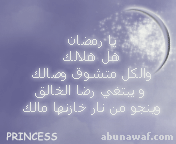 يا رمضان
هل هلالك
والكل متشوق وصالك
و يبتغي رضا الخالق
وينجو من نار خازنها مالك
PRINCESS
abunawaf.com